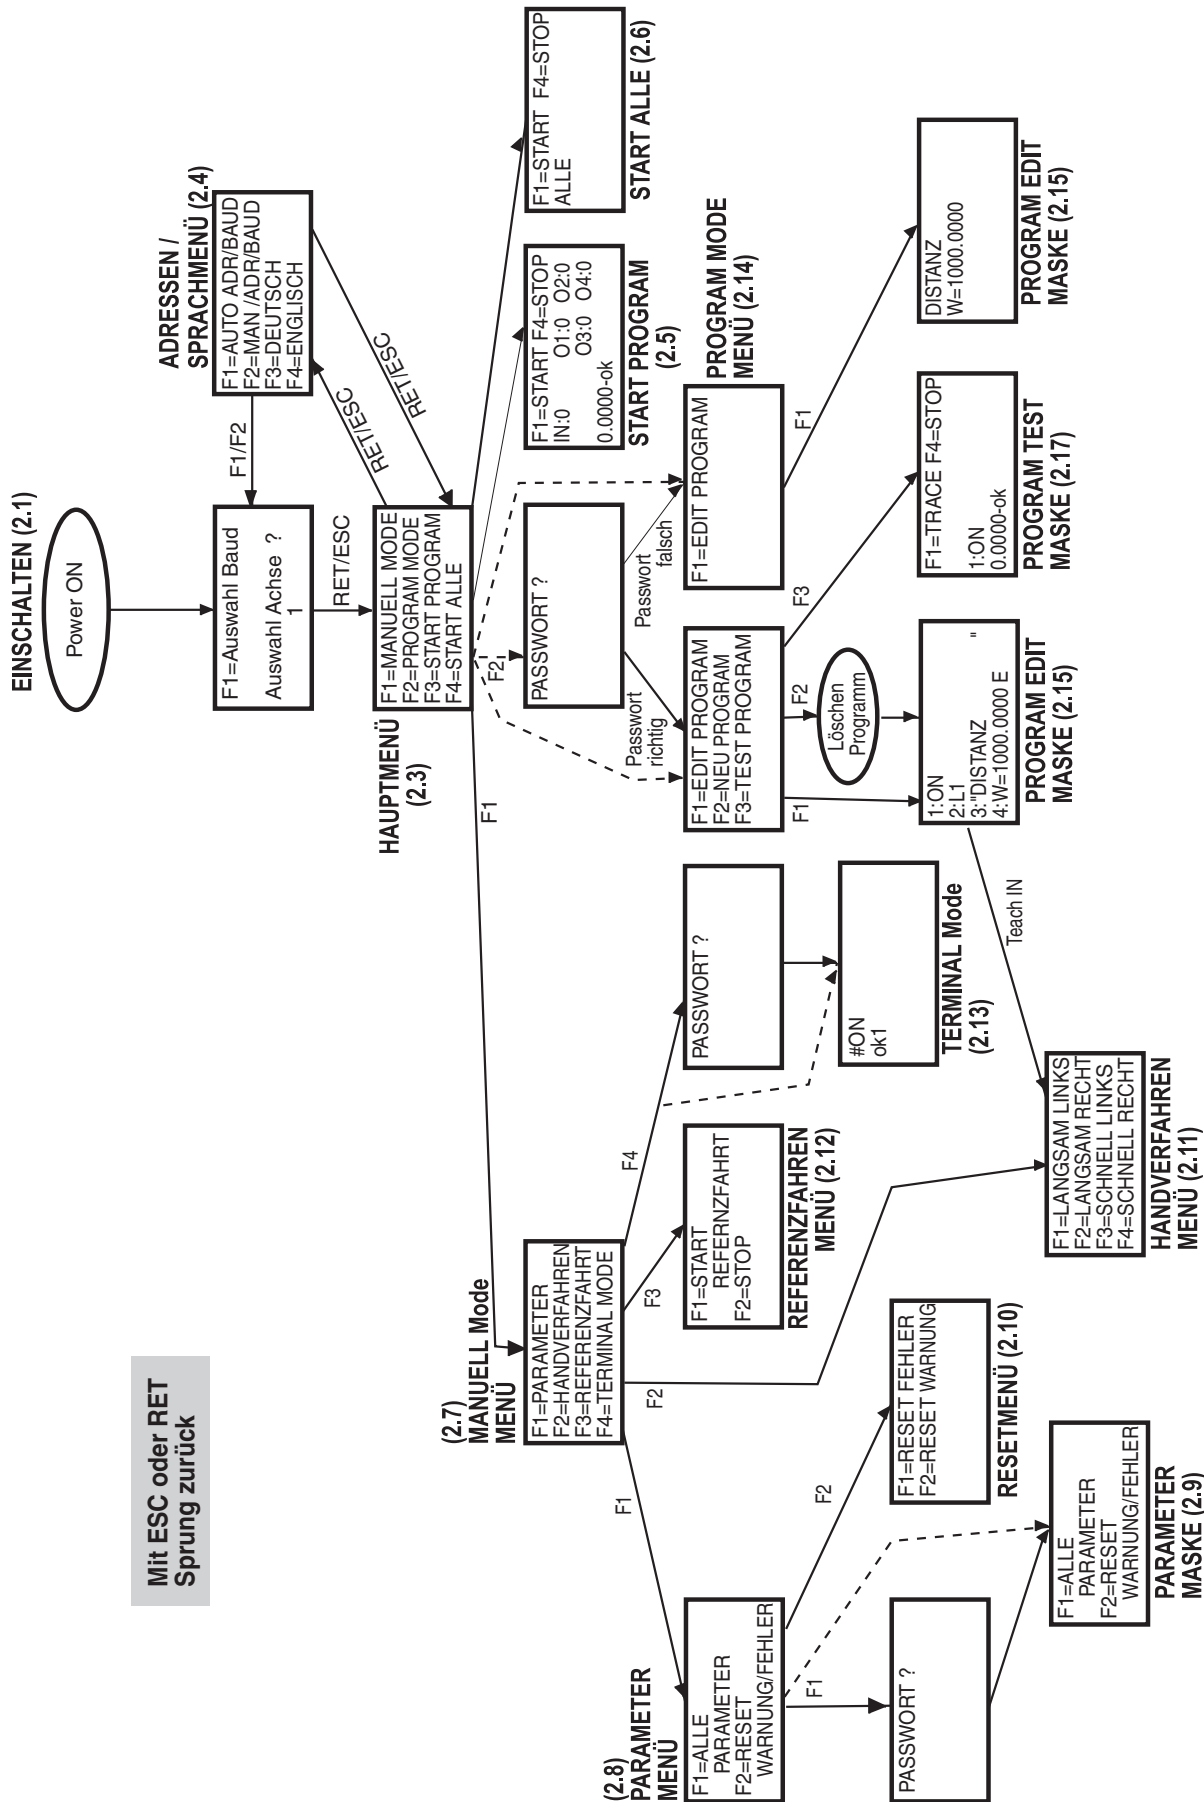 EINSCHALTEN (2.1)
Power ON
ADRESSEN /
SPRACHMENÜ (2.4)
F1=AUTO ADR/BAUD
F2=MAN /ADR/BAUD
F3=DEUTSCH
F4=ENGLISCH
F1/F2
F1=Auswahl Baud
Auswahl Achse ?
1
RET/ESC
RET/ESC
RET/ESC
HAUPTMENÜ
(2.3)
F1=MANUELL MODE
F2=PROGRAM MODE
F3=START PROGRAM
F4=START ALLE
Mit ESC oder RET
Sprung zurück
F1
F2
(2.7)
MANUELL Mode
MENÜ
F1=PARAMETER
F2=HANDVERFAHREN
F3=REFERENZFAHRT
F4=TERMINAL MODE
PASSWORT ?
F1=START F4=STOP
IN:0 O1:0 O2:0
O3:0 O4:0
0.0000-ok
START PROGRAM
(2.5)
F1=START F4=STOP
ALLE
START ALLE (2.6)
F1
F2
F3
F4
Passwort
richtig
Passwort
falsch
(2.8)
PARAMETER
MENÜ
F1=ALLE
PARAMETER
F2=RESET
WARNUNG/FEHLER
F1=START
REFERNZFAHRT
F2=STOP
REFERENZFAHREN
MENÜ (2.12)
PASSWORT ?
F1=EDIT PROGRAM
F2=NEU PROGRAM
F3=TEST PROGRAM
F1=EDIT PROGRAM
PROGRAM MODE
MENÜ (2.14)
F1
F2
F1
F2
F3
F1
Löschen
Programm
#ON
ok1
TERMINAL Mode
(2.13)
PASSWORT ?
F1=RESET FEHLER
F2=RESET WARNUNG
RESETMENÜ (2.10)
1:ON
2:L1
3:"DISTANZ "
4:W=1000.0000 E
PROGRAM EDIT
MASKE (2.15)
F1=TRACE F4=STOP
1:ON
0.0000-ok
PROGRAM TEST
MASKE (2.17)
DISTANZ
W=1000.0000
PROGRAM EDIT
MASKE (2.15)
Teach IN
F1=ALLE
PARAMETER
F2=RESET
WARNUNG/FEHLER
PARAMETER
MASKE (2.9)
F1=LANGSAM LINKS
F2=LANGSAM RECHT
F3=SCHNELL LINKS
F4=SCHNELL RECHT
HANDVERFAHREN
MENÜ (2.11)